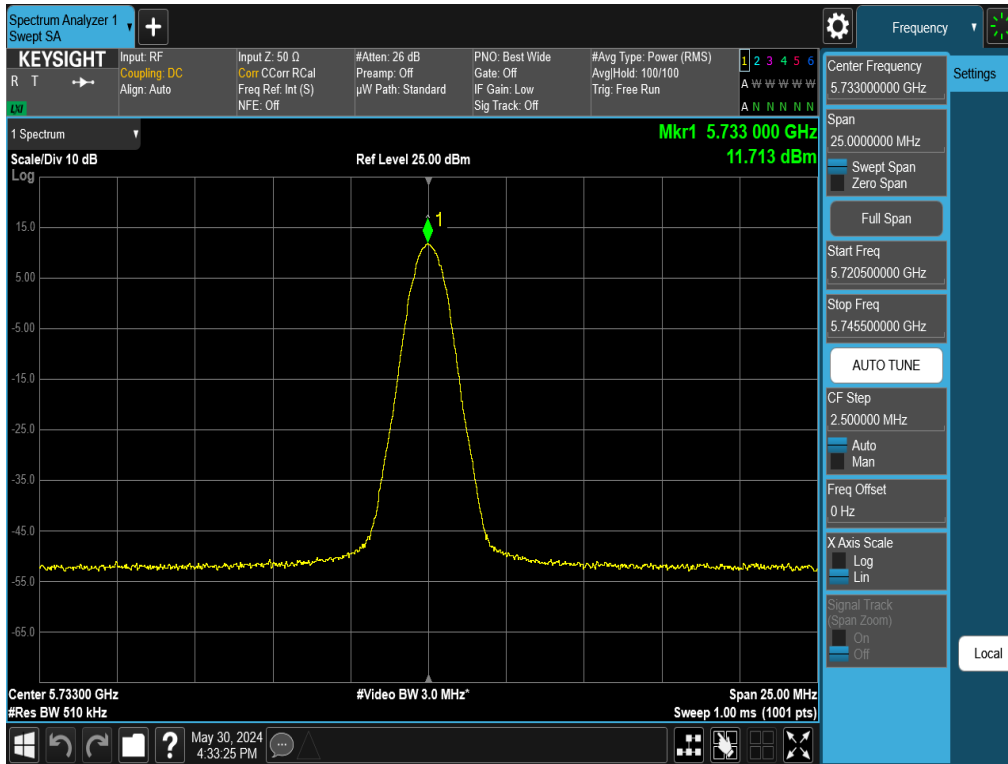 Spectrum Analyzer 1
Swept SA
+
Frequency
KEYSIGHT
R T
LXI
Input: RF
Coupling: DC
Align: Auto
Input Z: 50 Ω
Corr CCorr RCal
Freq Ref: Int (S)
NFE: Off
#Atten: 26 dB
Preamp: Off
µW Path: Standard
PNO: Best Wide
Gate: Off
IF Gain: Low
Sig Track: Off
#Avg Type: Power (RMS)
Avg|Hold: 100/100
Trig: Free Run
1 2 3 4 5 6
A W W W W W
A N N N N N
1 Spectrum
Scale/Div 10 dB
Log
Ref Level 25.00 dBm
Mkr1 5.733 000 GHz
11.713 dBm
1
15.0
5.00
-5.00
-15.0
-25.0
-35.0
-45.0
-55.0
-65.0
Center 5.73300 GHz
#Res BW 510 kHz
#Video BW 3.0 MHz*
Span 25.00 MHz
Sweep 1.00 ms (1001 pts)
?
May 30, 2024
4:33:25 PM
Center Frequency
5.733000000 GHz
Settings
Span
25.0000000 MHz
Swept Span
Zero Span
Full Span
Start Freq
5.720500000 GHz
Stop Freq
5.745500000 GHz
AUTO TUNE
CF Step
2.500000 MHz
Auto
Man
Freq Offset
0 Hz
X Axis Scale
Log
Lin
Signal Track
(Span Zoom)
On
Off
Local